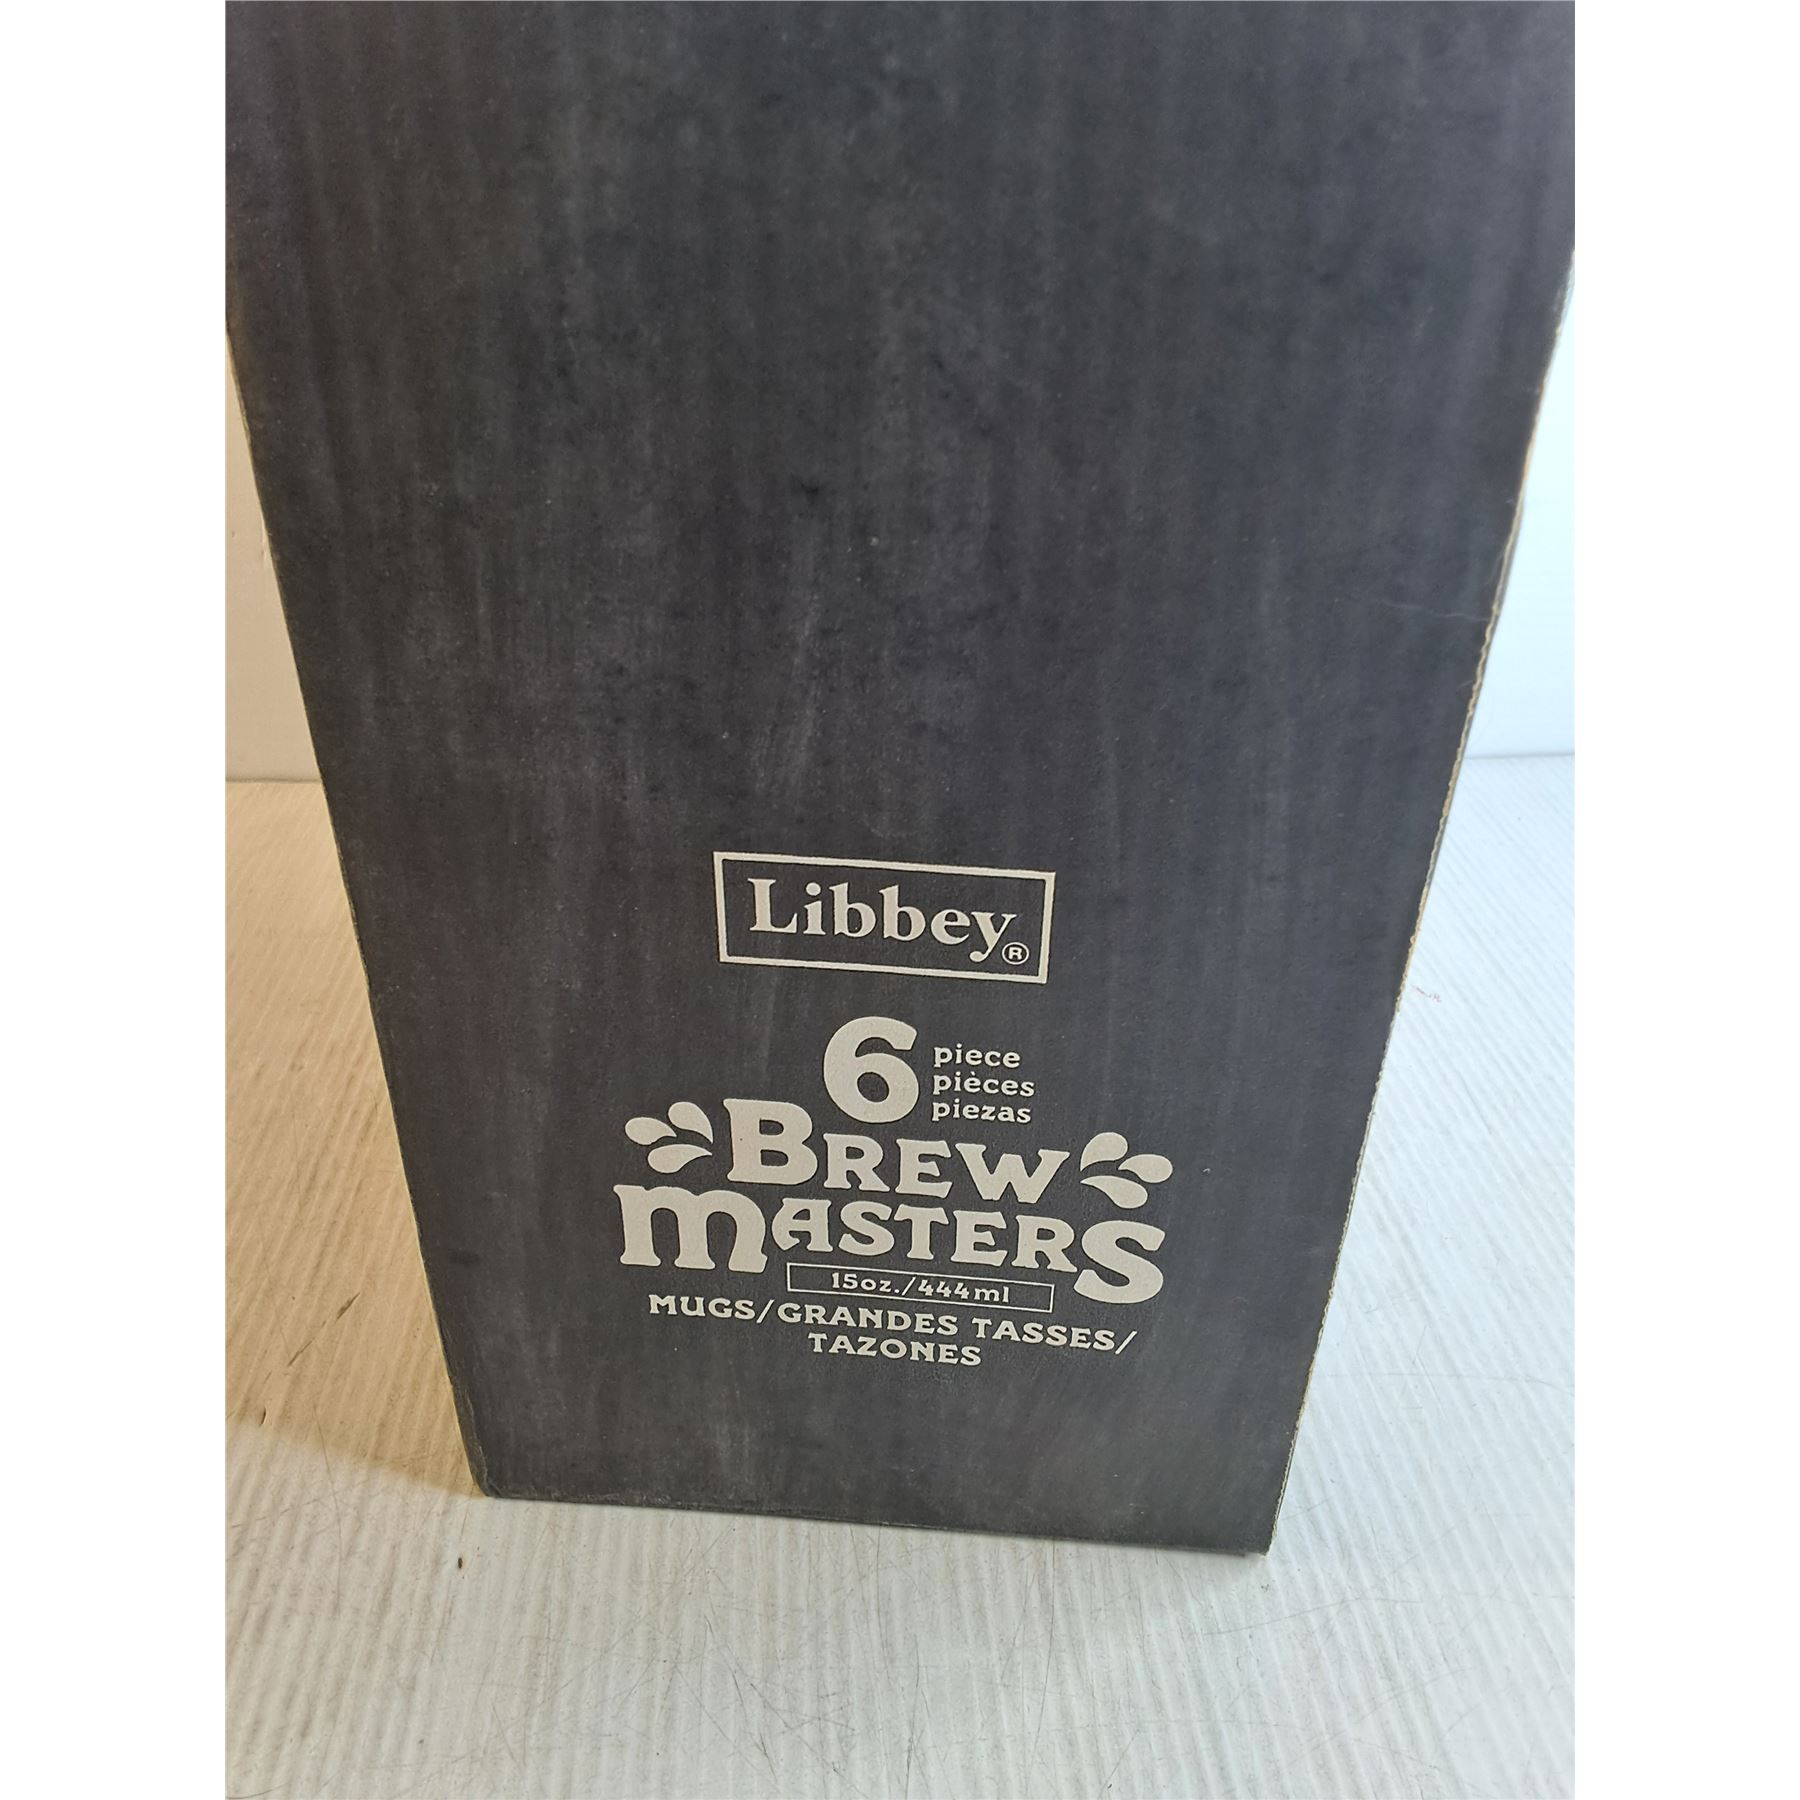 Libbey®
6 piece
pièces
piezas
BREW
MASTERS
15oz./444ml
MUGS/GRANDES TASSES/
TAZONES